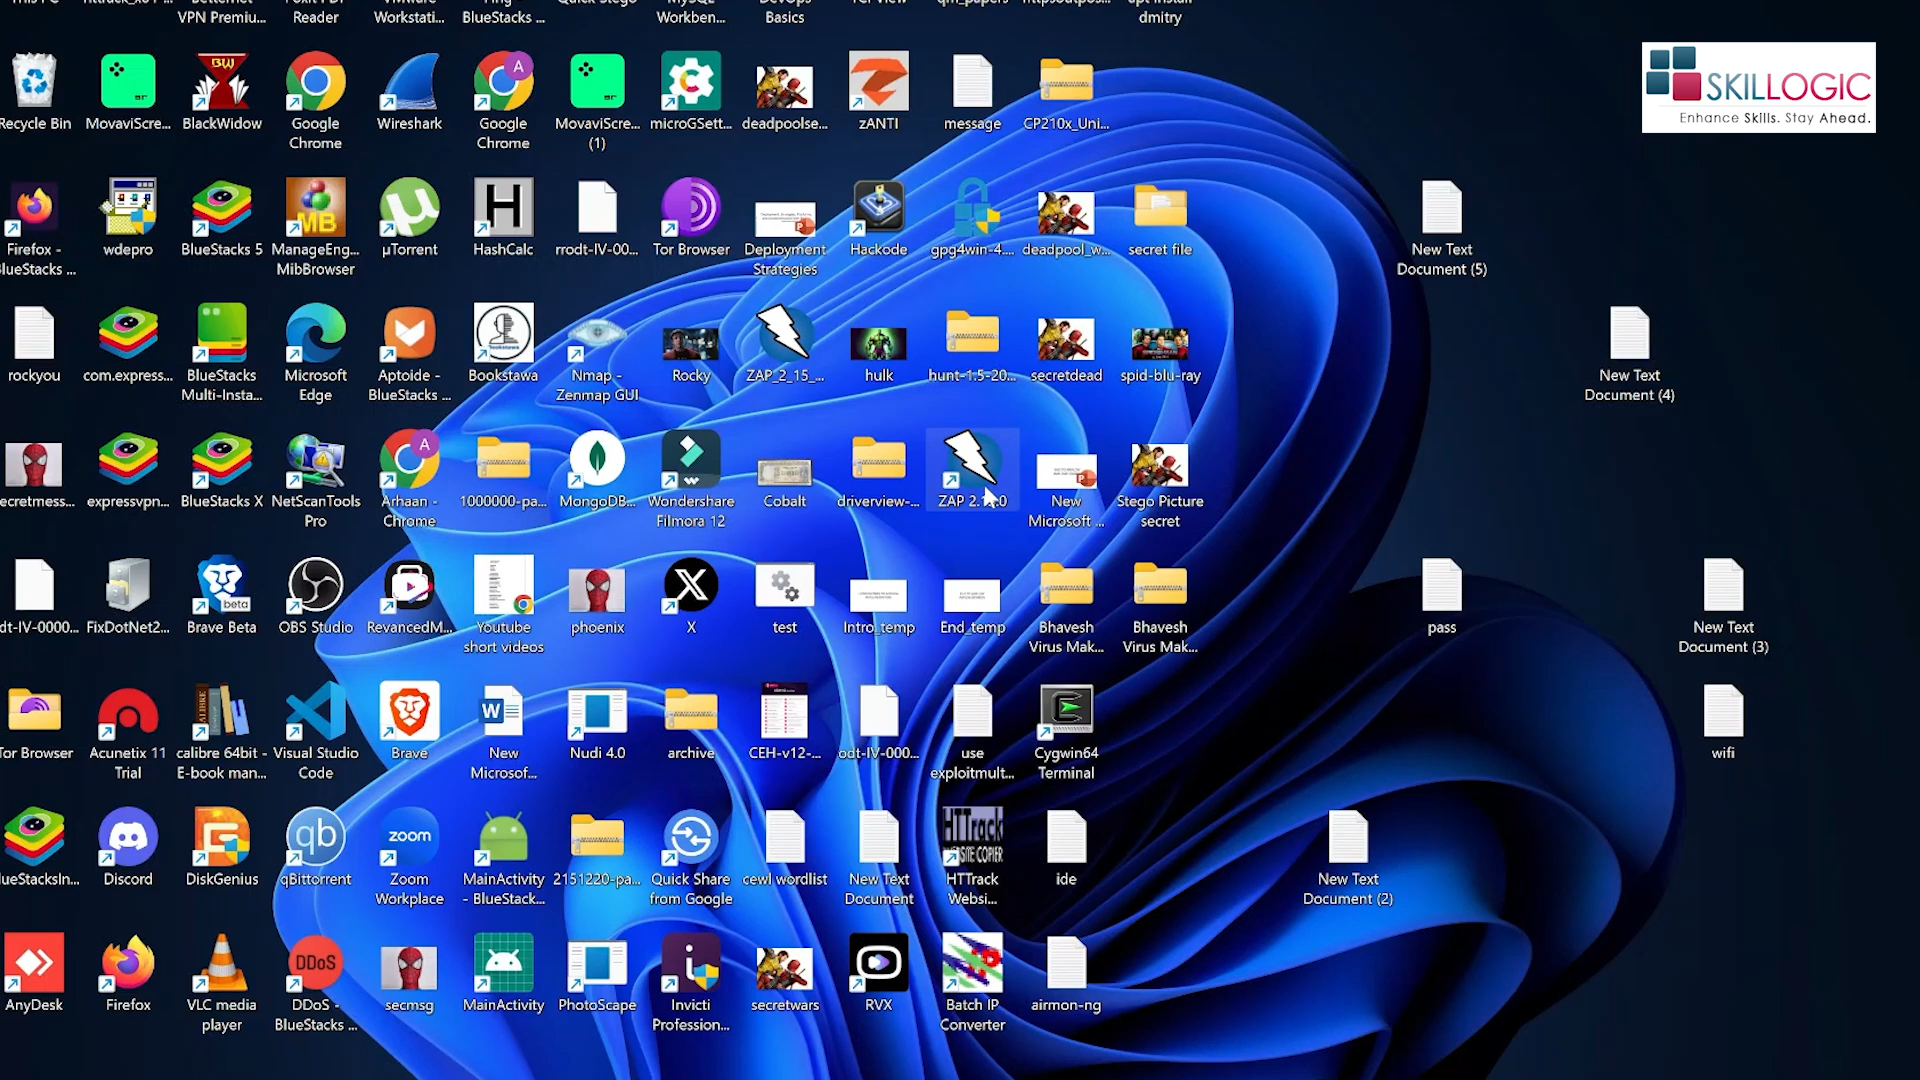 VPN Premiu...
Reader
Workstati...
BlueStacks ...
Workben...
Basics
dmitry
SKILLOGIC
Enhance Skills. Stay Ahead.
Recycle Bin
MovaviScre...
BlackWidow
Google
Chrome
Wireshark
Google
Chrome
MovaviScre...
(1)
microGSett...
deadpoolse...
zANTI
message
CP210x_Uni...
Firefox -
BlueStacks ...
wdepro
BlueStacks 5
ManageEng...
MibBrowser
µTorrent
HashCalc
rrodt-IV-00...
Tor Browser
Deployment
Strategies
Hackode
gpg4win-4....
deadpool_w...
secret file
New Text
Document (5)
rockyou
com.express...
BlueStacks
Multi-Insta...
Microsoft
Edge
Aptoide -
BlueStacks ...
Bookstawa
Nmap -
Zenmap GUI
Rocky
ZAP_2_15_...
hulk
hunt-1.5-20...
secretdead
spid-blu-ray
New Text
Document (4)
ecretmess...
expressvpn...
BlueStacks X
NetScanTools
Pro
Arhaan -
Chrome
1000000-pa...
MongoDB...
Wondershare
Filmora 12
Cobalt
driverview-...
ZAP
New
Microsoft ...
Stego Picture
secret
dt-IV-0000...
FixDotNet2...
Brave Beta
OBS Studio
RevancedM...
Youtube
short videos
phoenix
X
test
Intro_temp
End_temp
Bhavesh
Virus Mak...
Bhavesh
Virus Mak...
pass
New Text
Document (3)
Tor Browser
Acunetix 11
Trial
calibre 64bit -
E-book man...
Visual Studio
Code
Brave
New
Microsof...
Nudi 4.0
archive
CEH-v12-...
odt-IV-000...
use
exploitmult...
Cygwin64
Terminal
wifi
lueStacksIn...
Discord
DiskGenius
qBittorrent
Zoom
Workplace
MainActivity
- BlueStack...
2151220-pa...
Quick Share
from Google
cewl wordlist
New Text
Document
HTTrack
Websi...
ide
New Text
Document (2)
AnyDesk
Firefox
VLC media
player
DDoS -
BlueStacks ...
secmsg
MainActivity
PhotoScape
Invicti
Profession...
secretwars
RVX
Batch IP
Converter
airmon-ng